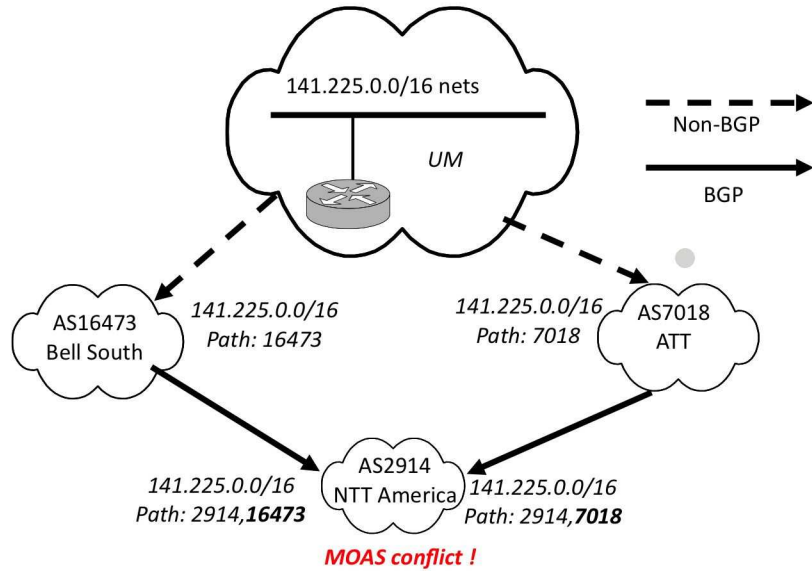 141.225.0.0/16 nets
UM
Non-BGP
BGP
AS16473
Bell South
141.225.0.0/16
Path: 16473
141.225.0.0/16
Path: 7018
AS7018
ATT
141.225.0.0/16
Path: 2914,16473
AS2914
NTT America
141.225.0.0/16
Path: 2914,7018
MOAS conflict !